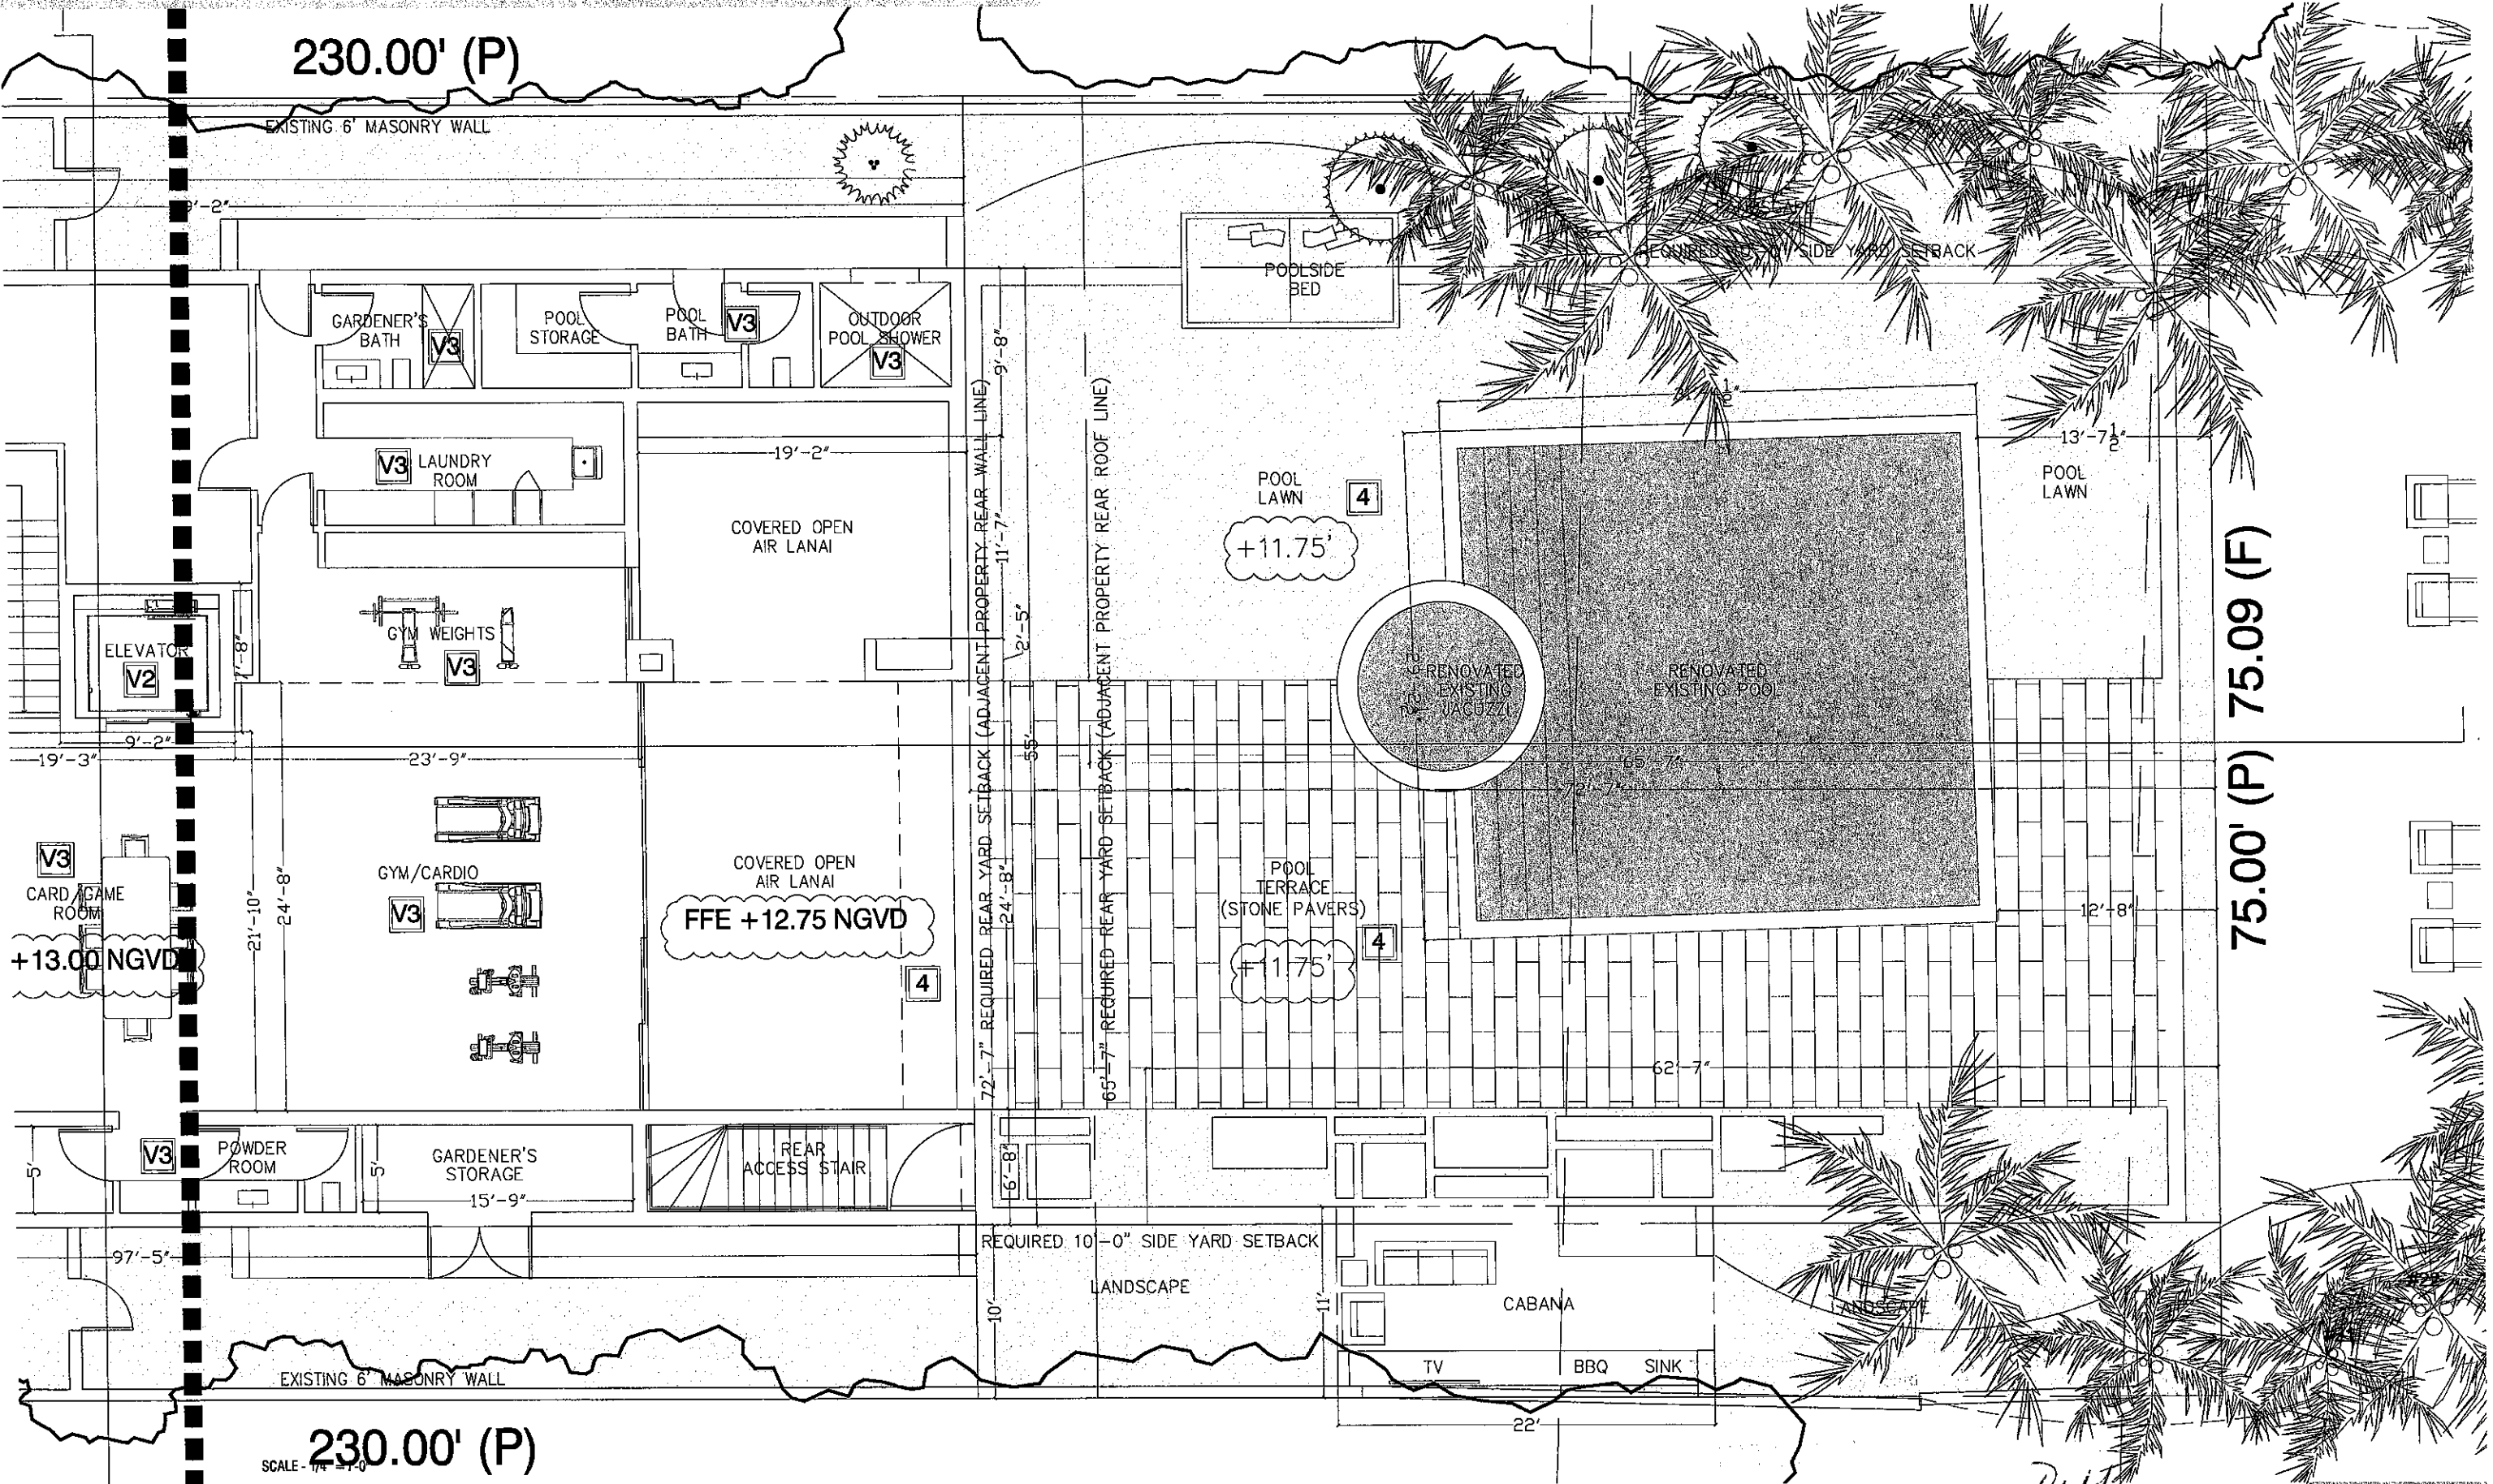 230.00' (P)
EXISTING 6' MASONRY WALL
REQUIRED 10'-0" SIDE YARD SETBACK
POOLSIDE
BED
GARDENER'S
BATH
V3
POOL
STORAGE
POOL
BATH
V3
OUTDOOR
POOL SHOWER
V3
9'-8"
V3
LAUNDRY
ROOM
19'-2"
13'-7½"
POOL
LAWN
4
+11.75'
POOL
LAWN
COVERED OPEN
AIR LANAI
11'-7"
72'-7" REQUIRED REAR YARD SETBACK (ADJACENT PROPERTY REAR WALL LINE)
65'-7" REQUIRED REAR YARD SETBACK (ADJACENT PROPERTY REAR ROOF LINE)
75.00' (P) 75.09 (F)
GYM WEIGHTS
V3
2'-5"
ELEVATOR
V2
RENOVATED
EXISTING
JACUZZI
RENOVATED
EXISTING POOL
9'-2"
19'-3"
23'-9"
55'
65'-7"
72'-7"
V3
CARD/GAME
ROOM
+13.00 NGVD
21'-10"
24'-8"
GYM/CARDIO
V3
COVERED OPEN
AIR LANAI
FFE +12.75 NGVD
4
24'-8"
POOL
TERRACE
(STONE PAVERS)
4
+11.75'
12'-8"
62'-7"
5'
V3
POWDER
ROOM
5'
GARDENER'S
STORAGE
15'-9"
REAR
ACCESS STAIR
6'-8"
97'-5"
REQUIRED 10'-0" SIDE YARD SETBACK
LANDSCAPE
10'
11'
CABANA
LANDSCAPE
TV
BBQ
SINK
EXISTING 6' MASONRY WALL
22'
230.00' (P)
SCALE - 1/4" = 1'-0"